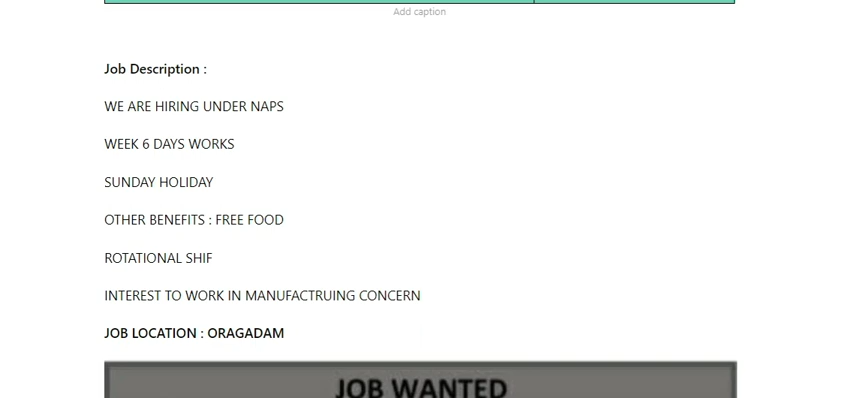 Add caption
Job Description :
WE ARE HIRING UNDER NAPS
WEEK 6 DAYS WORKS
SUNDAY HOLIDAY
OTHER BENEFITS : FREE FOOD
ROTATIONAL SHIF
INTEREST TO WORK IN MANUFACTRUING CONCERN
JOB LOCATION : ORAGADAM
JOB WANTED